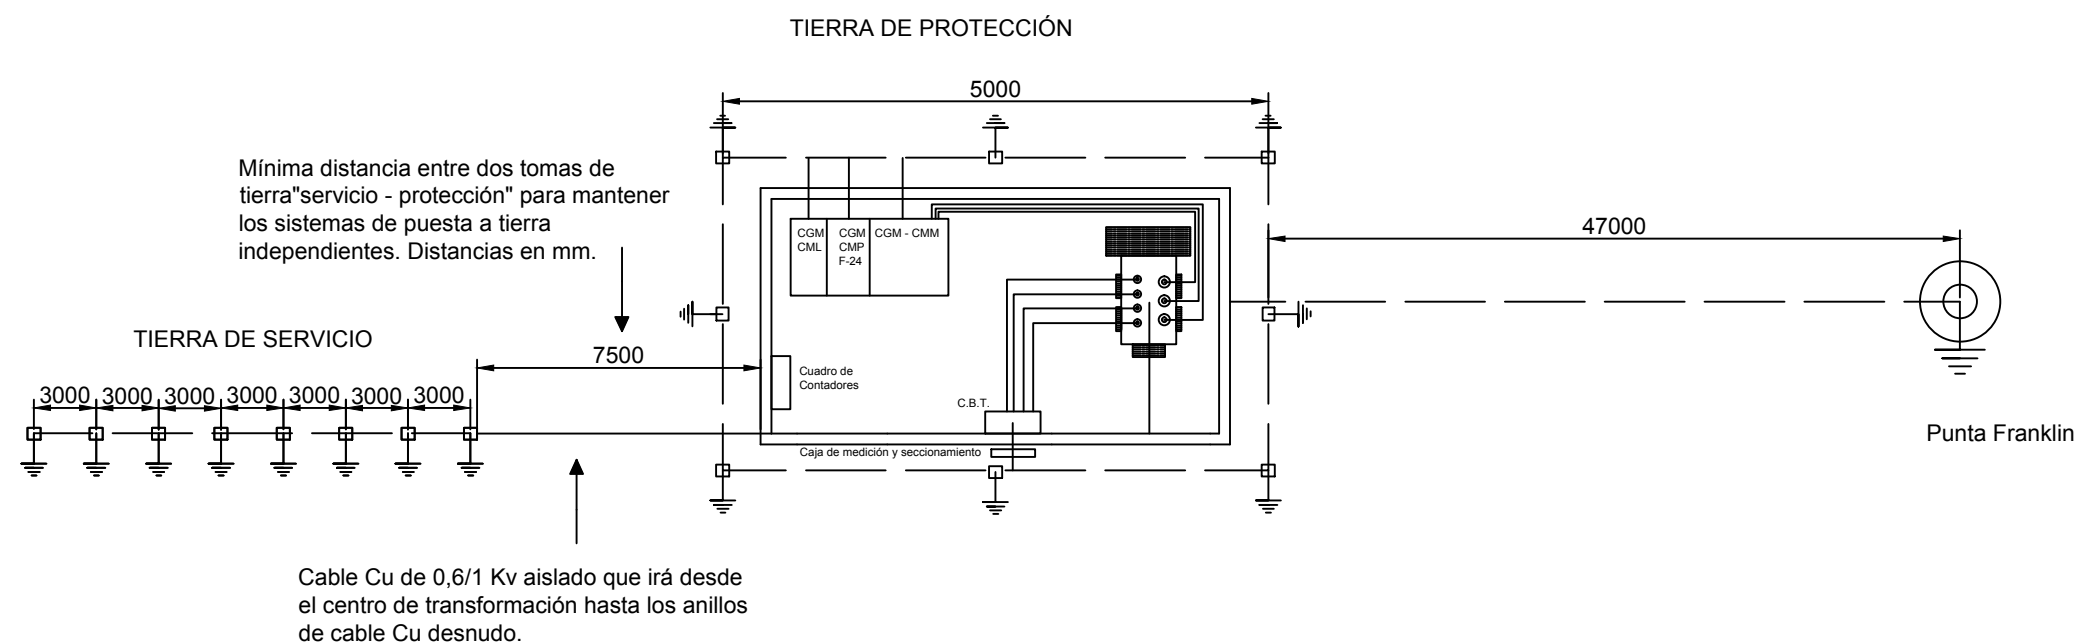 TIERRA DE PROTECCIÓN
5000
Mínima distancia entre dos tomas de
tierra"servicio - protección" para mantener
los sistemas de puesta a tierra
independientes. Distancias en mm.
CGM
CML
CGM
CMP
F-24
CGM - CMM
47000
TIERRA DE SERVICIO
7500
Cuadro de
Contadores
3000
3000
3000
3000
3000
3000
3000
C.B.T.
Caja de medición y seccionamiento
Punta Franklin
Cable Cu de 0,6/1 Kv aislado que irá desde
el centro de transformación hasta los anillos
de cable Cu desnudo.